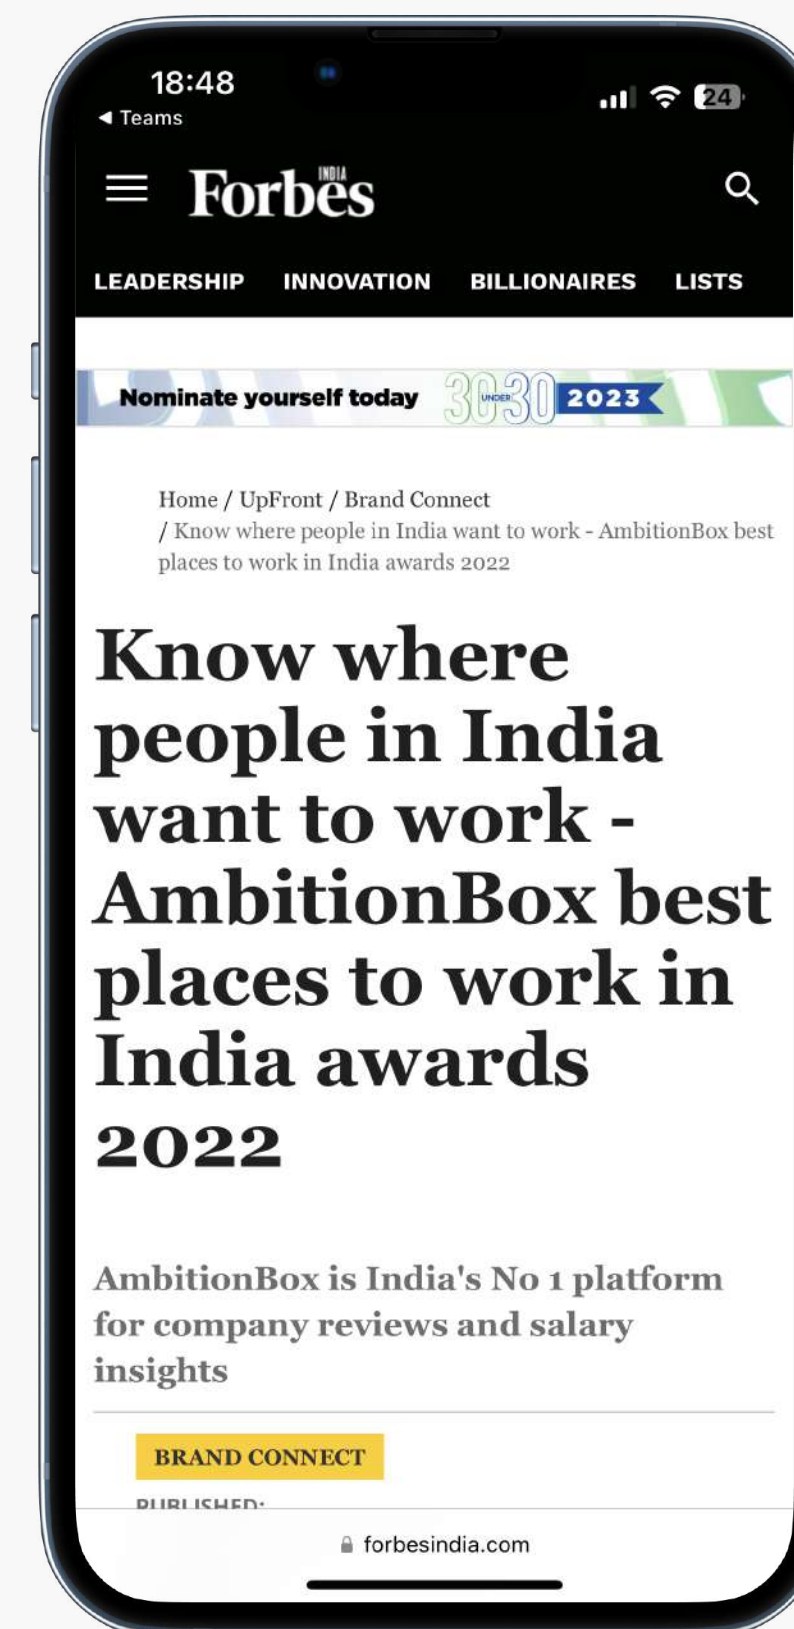 18:48
24
◀ Teams
Forbes
INDIA
LEADERSHIP INNOVATION BILLIONAIRES LISTS
Nominate yourself today 30 UNDER 30 2023
Home / UpFront / Brand Connect
/ Know where people in India want to work - AmbitionBox best
places to work in India awards 2022
Know where
people in India
want to work -
AmbitionBox best
places to work in
India awards
2022
AmbitionBox is India's No 1 platform
for company reviews and salary
insights
BRAND CONNECT
PUBLISHED:
forbesindia.com